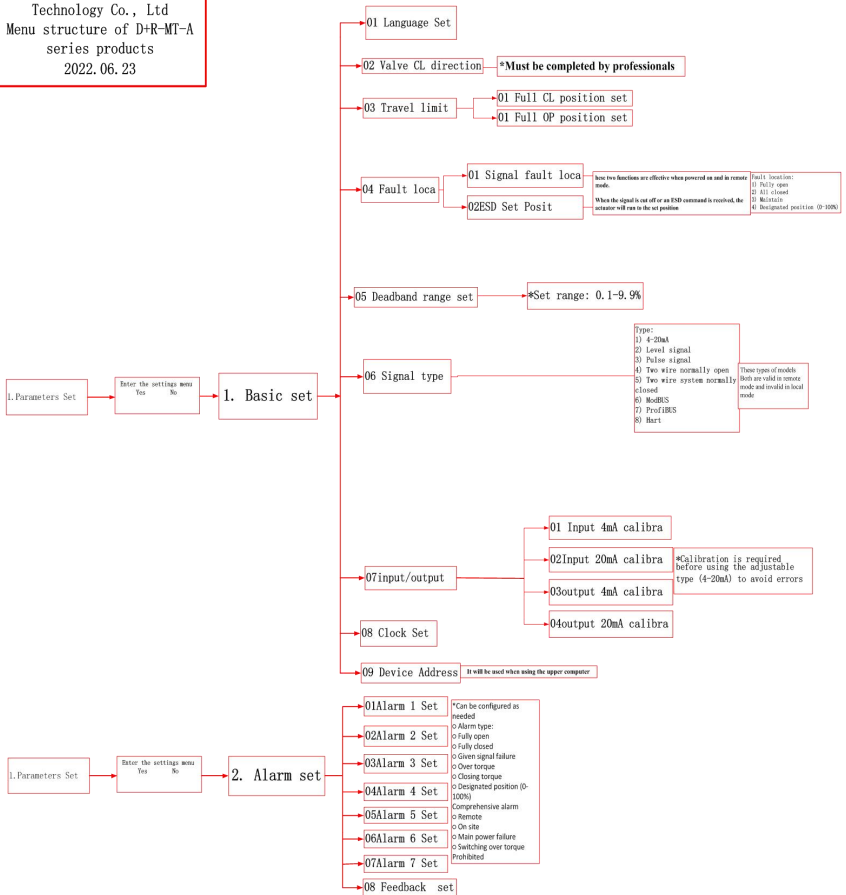 Technology Co., Ltd
Menu structure of D+R-MT-A
series products
2022.06.23
1.Parameters Set
Enter the settings menu
Yes No
1. Basic set
01 Language Set
02 Valve CL direction
*Must be completed by professionals
03 Travel limit
01 Full CL position set
01 Full OP position set
04 Fault loca
01 Signal fault loca
02ESD Set Posit
hese two functions are effective when powered on and in remote
mode.
When the signal is cut off or an ESD command is received, the
actuator will run to the set position
Fault location:
1) Fully open
2) All closed
3) Maintain
4) Designated position (0-100%)
05 Deadband range set
*Set range: 0.1-9.9%
06 Signal type
Type:
1) 4-20mA
2) Level signal
3) Pulse signal
4) Two wire normally open
5) Two wire system normally
closed
6) ModBUS
7) ProfiBUS
8) Hart
These types of models
Both are valid in remote
mode and invalid in local
mode
07input/output
01 Input 4mA calibra
02Input 20mA calibra
03output 4mA calibra
04output 20mA calibra
*Calibration is required
before using the adjustable
type (4-20mA) to avoid errors
08 Clock Set
09 Device Address
It will be used when using the upper computer
1.Parameters Set
Enter the settings menu
Yes No
2. Alarm set
01Alarm 1 Set
02Alarm 2 Set
03Alarm 3 Set
04Alarm 4 Set
05Alarm 5 Set
06Alarm 6 Set
07Alarm 7 Set
08 Feedback set
*Can be configured as
needed
o Alarm type:
o Fully open
o Fully closed
o Given signal failure
o Over torque
o Closing torque
o Designated position (0-
100%)
Comprehensive alarm
o Remote
o On site
o Main power failure
o Switching over torque
Prohibited